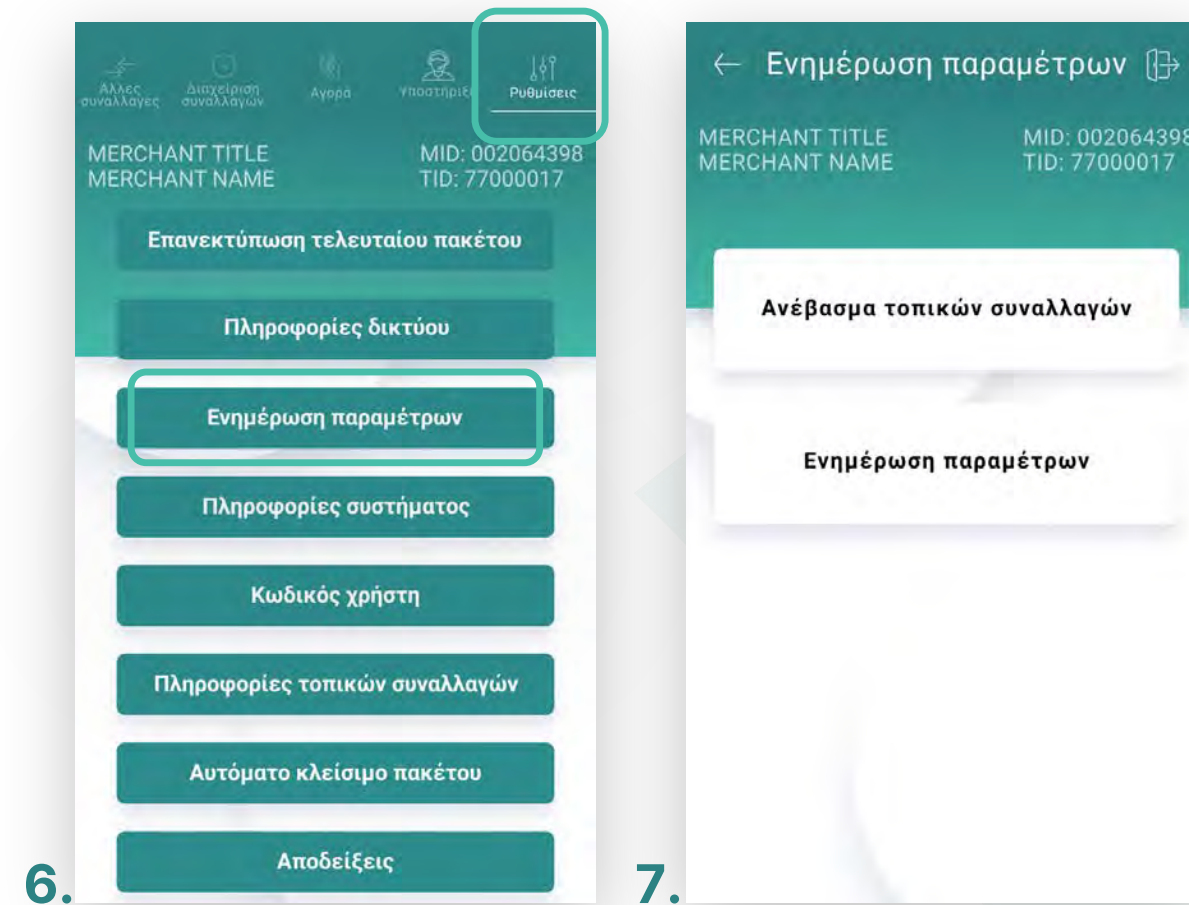 Άλλες
συναλλαγές
Διαχείριση
συναλλαγών
Αγορά
Υποστήριξη
Ρυθμίσεις
MERCHANT TITLE
MID: 002064398
MERCHANT NAME
TID: 77000017
Επανεκτύπωση τελευταίου πακέτου
Πληροφορίες δικτύου
Ενημέρωση παραμέτρων
Πληροφορίες συστήματος
Κωδικός χρήστη
Πληροφορίες τοπικών συναλλαγών
Αυτόματο κλείσιμο πακέτου
Αποδείξεις
6.
← Ενημέρωση παραμέτρων
MERCHANT TITLE
MID: 002064398
MERCHANT NAME
TID: 77000017
Ανέβασμα τοπικών συναλλαγών
Ενημέρωση παραμέτρων
7.